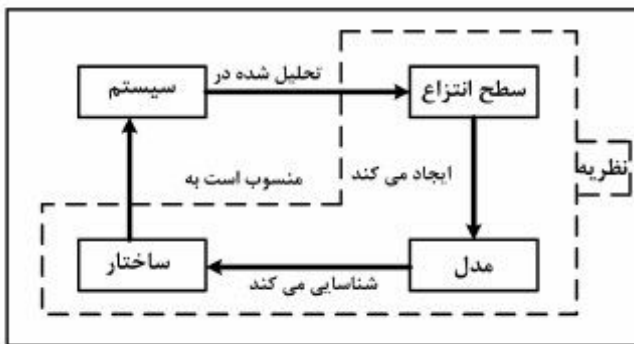 سیستم
تحلیل شده در
سطح انتزاع
نظریه
ایجاد می کند
منسوب است به
ساختار
شناسایی می کند
مدل